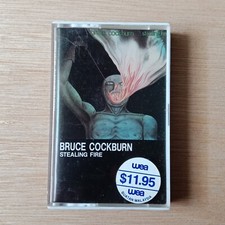 BRUCE COCKBURN
STEALING FIRE
wea
$11.95
wea